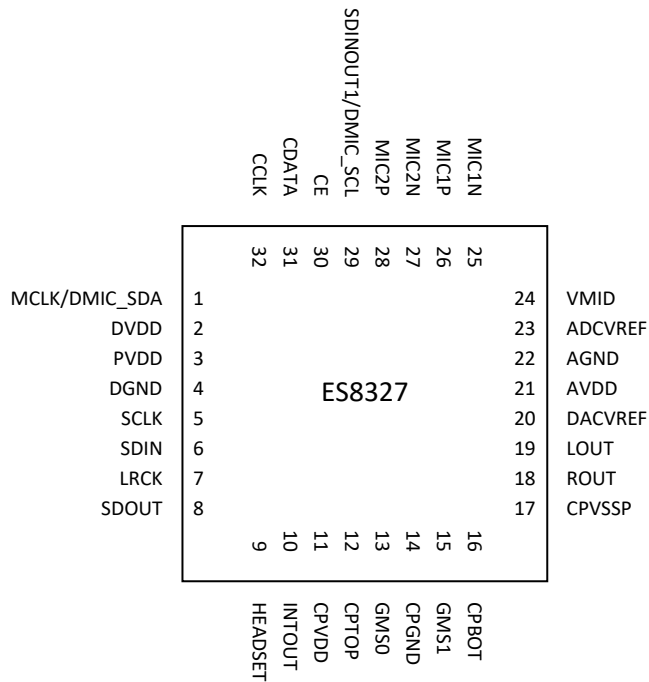 CCLK CDATA CE SDINOUT1/DMIC_SCL MIC2P MIC2N MIC1P MIC1N
32 31 30 29 28 27 26 25
MCLK/DMIC_SDA 1
DVDD 2
PVDD 3
DGND 4
SCLK 5
SDIN 6
LRCK 7
SDOUT 8
ES8327
24 VMID
23 ADCVREF
22 AGND
21 AVDD
20 DACVREF
19 LOUT
18 ROUT
17 CPVSSP
9 10 11 12 13 14 15 16
HEADSET INTOUT CPVDD CPTOP GMS0 CPGND GMS1 CPBOT